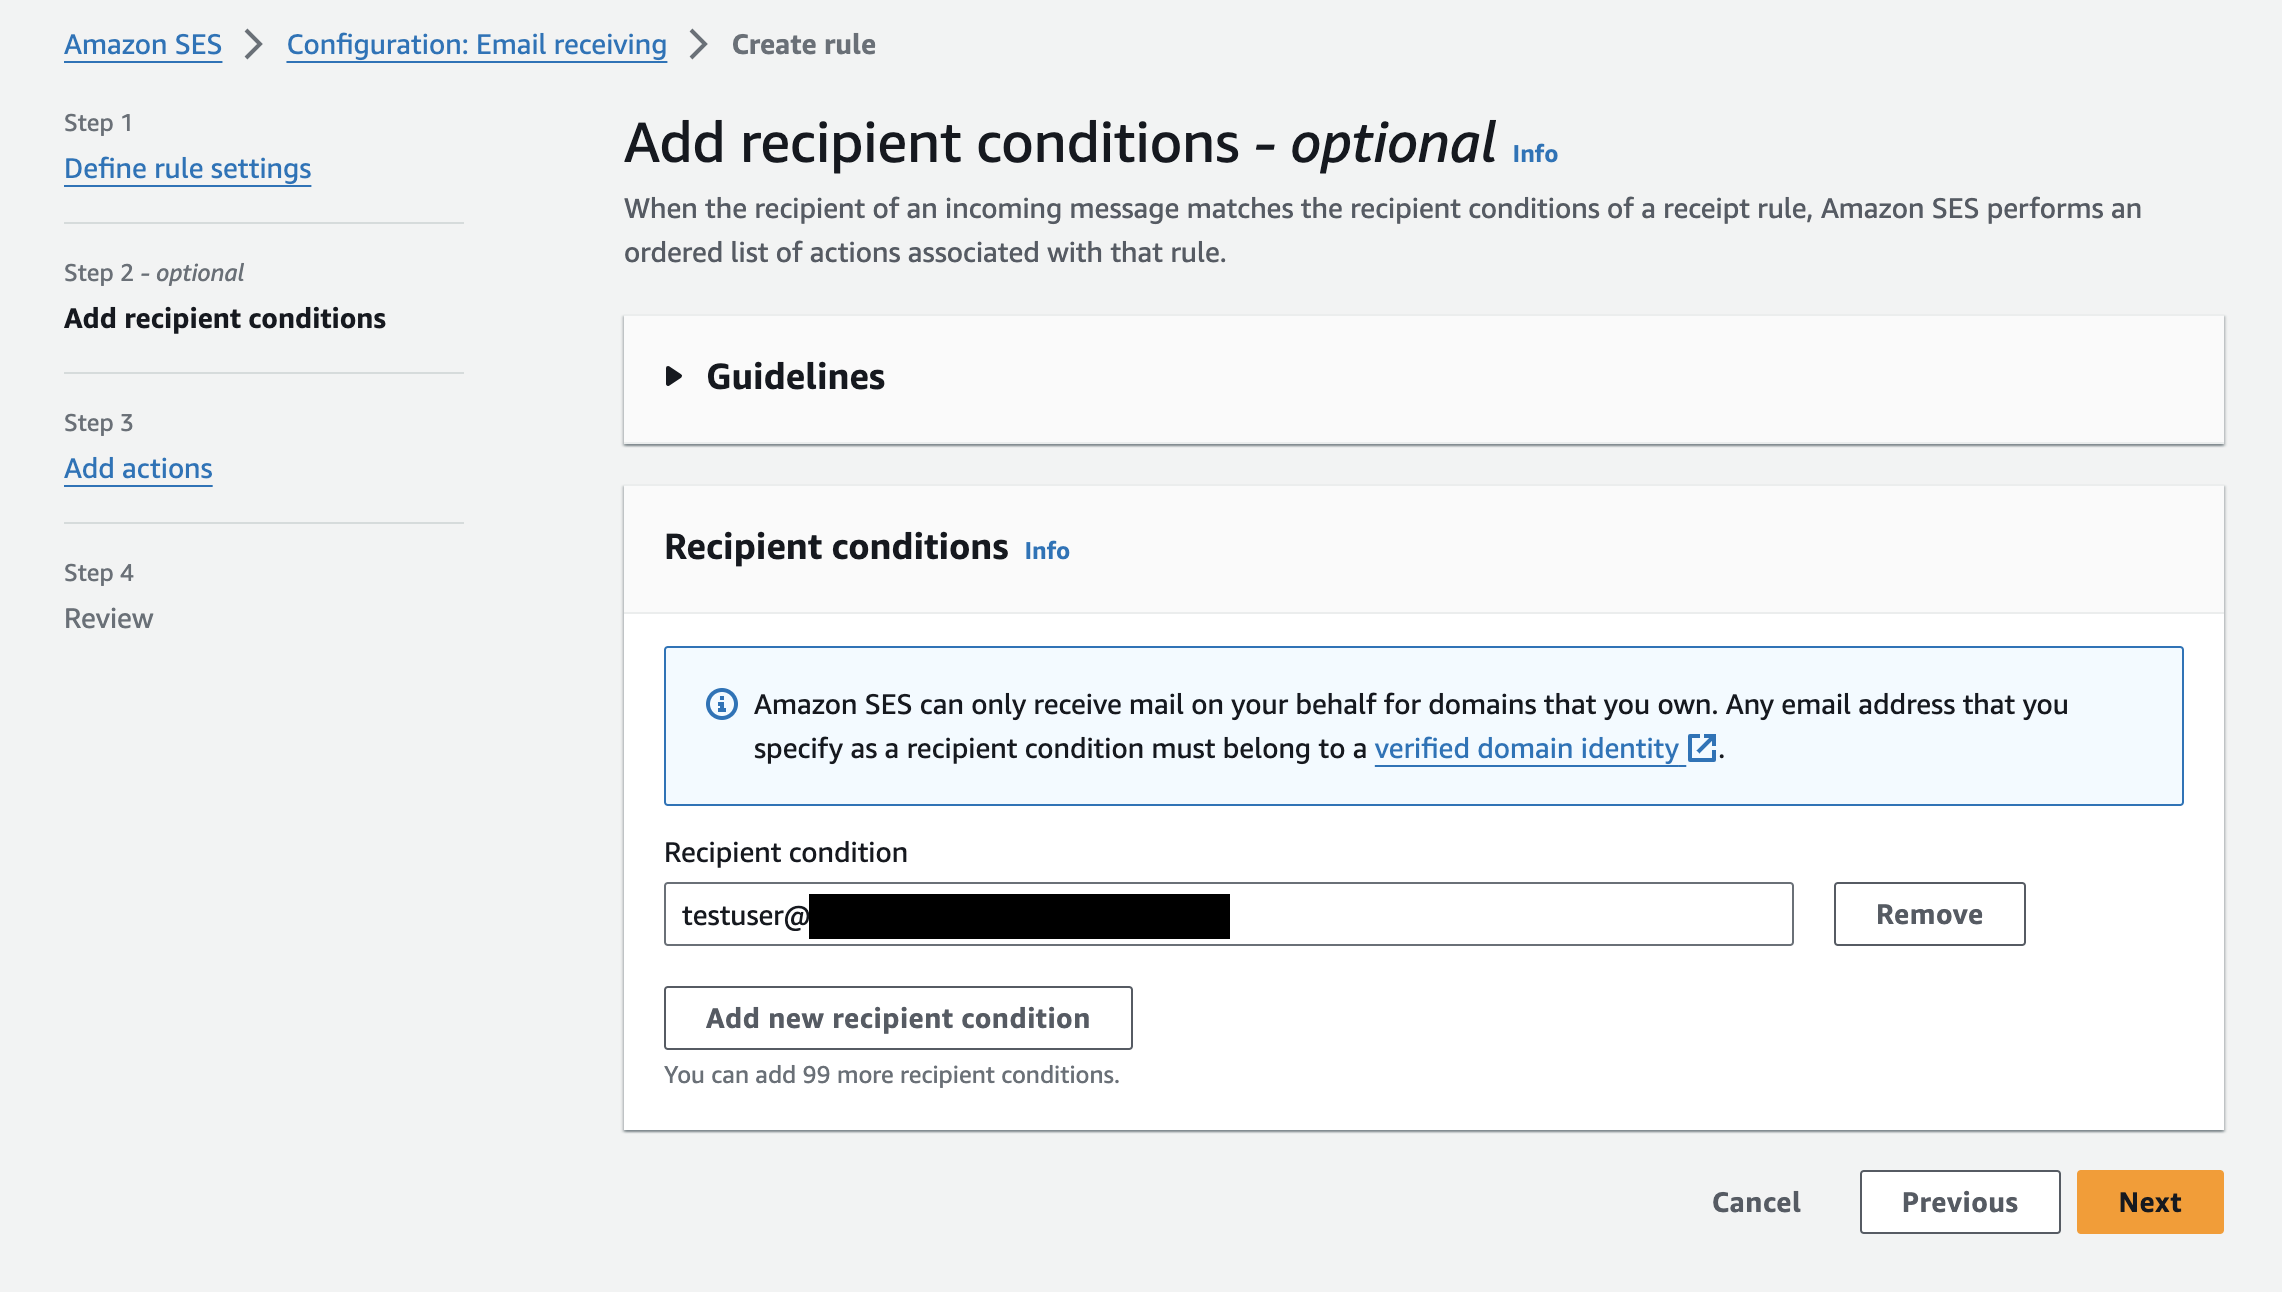 Amazon SES > Configuration: Email receiving > Create rule
Step 1
Define rule settings
Step 2 - optional
Add recipient conditions
Step 3
Add actions
Step 4
Review
Add recipient conditions - optional Info
When the recipient of an incoming message matches the recipient conditions of a receipt rule, Amazon SES performs an
ordered list of actions associated with that rule.
Guidelines
Recipient conditions Info
Amazon SES can only receive mail on your behalf for domains that you own. Any email address that you
specify as a recipient condition must belong to a verified domain identity.
Recipient condition
testuser@
Remove
Add new recipient condition
You can add 99 more recipient conditions.
Cancel
Previous
Next